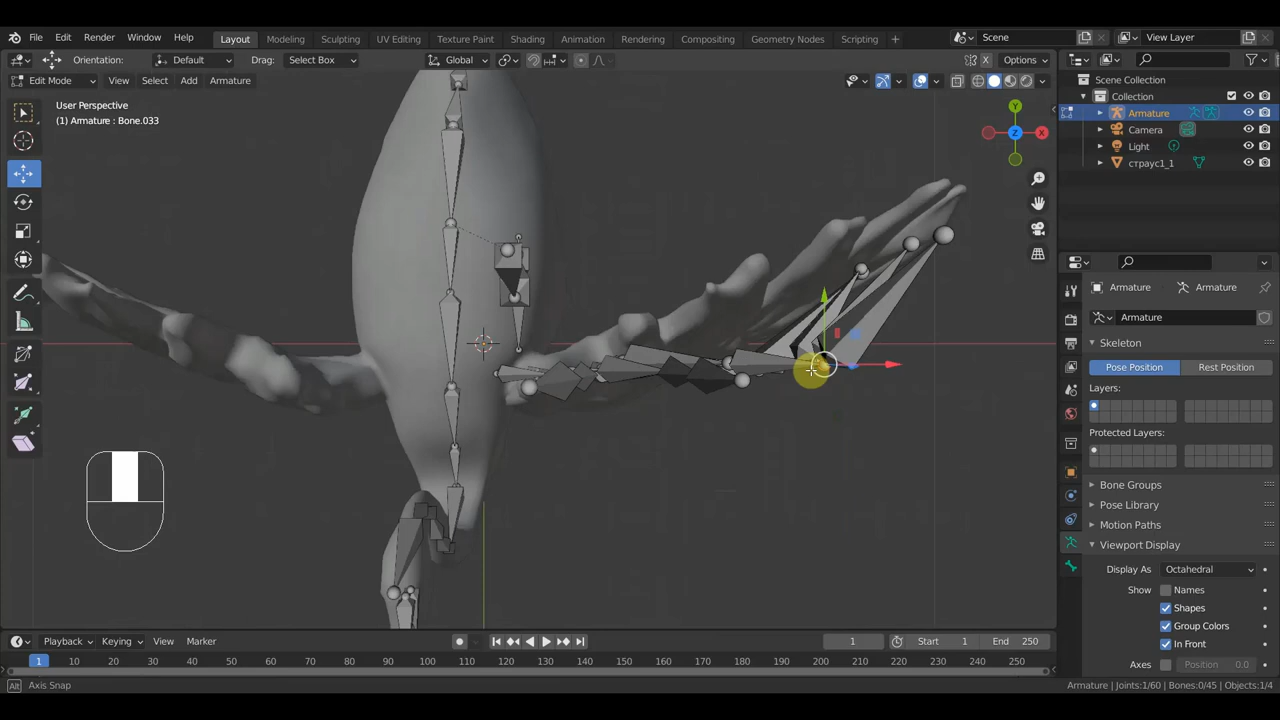 File Edit Render Window Help Layout Modeling Sculpting UV Editing Texture Paint Shading Animation Rendering Compositing Geometry Nodes Scripting + Scene View Layer
Orientation: Default Drag: Select Box Global Options
Edit Mode View Select Add Armature
User Perspective
(1) Armature : Bone.033
Y
X
Z
Scene Collection
Collection
Armature
Camera
Light
страус1_1
Armature Armature
Armature
Skeleton
Pose Position Rest Position
Layers:
Protected Layers:
Bone Groups
Pose Library
Motion Paths
Viewport Display
Display As Octahedral
Show Names
Shapes
Group Colors
In Front
Axes Position 0.0
Playback Keying View Marker 1 Start 1 End 250
1 10 20 30 40 50 60 70 80 90 100 110 120 130 140 150 160 170 180 190 200 210 220 230 240 250
Alt Axis Snap Armature | Joints:1/60 | Bones:0/45 | Objects:1/4